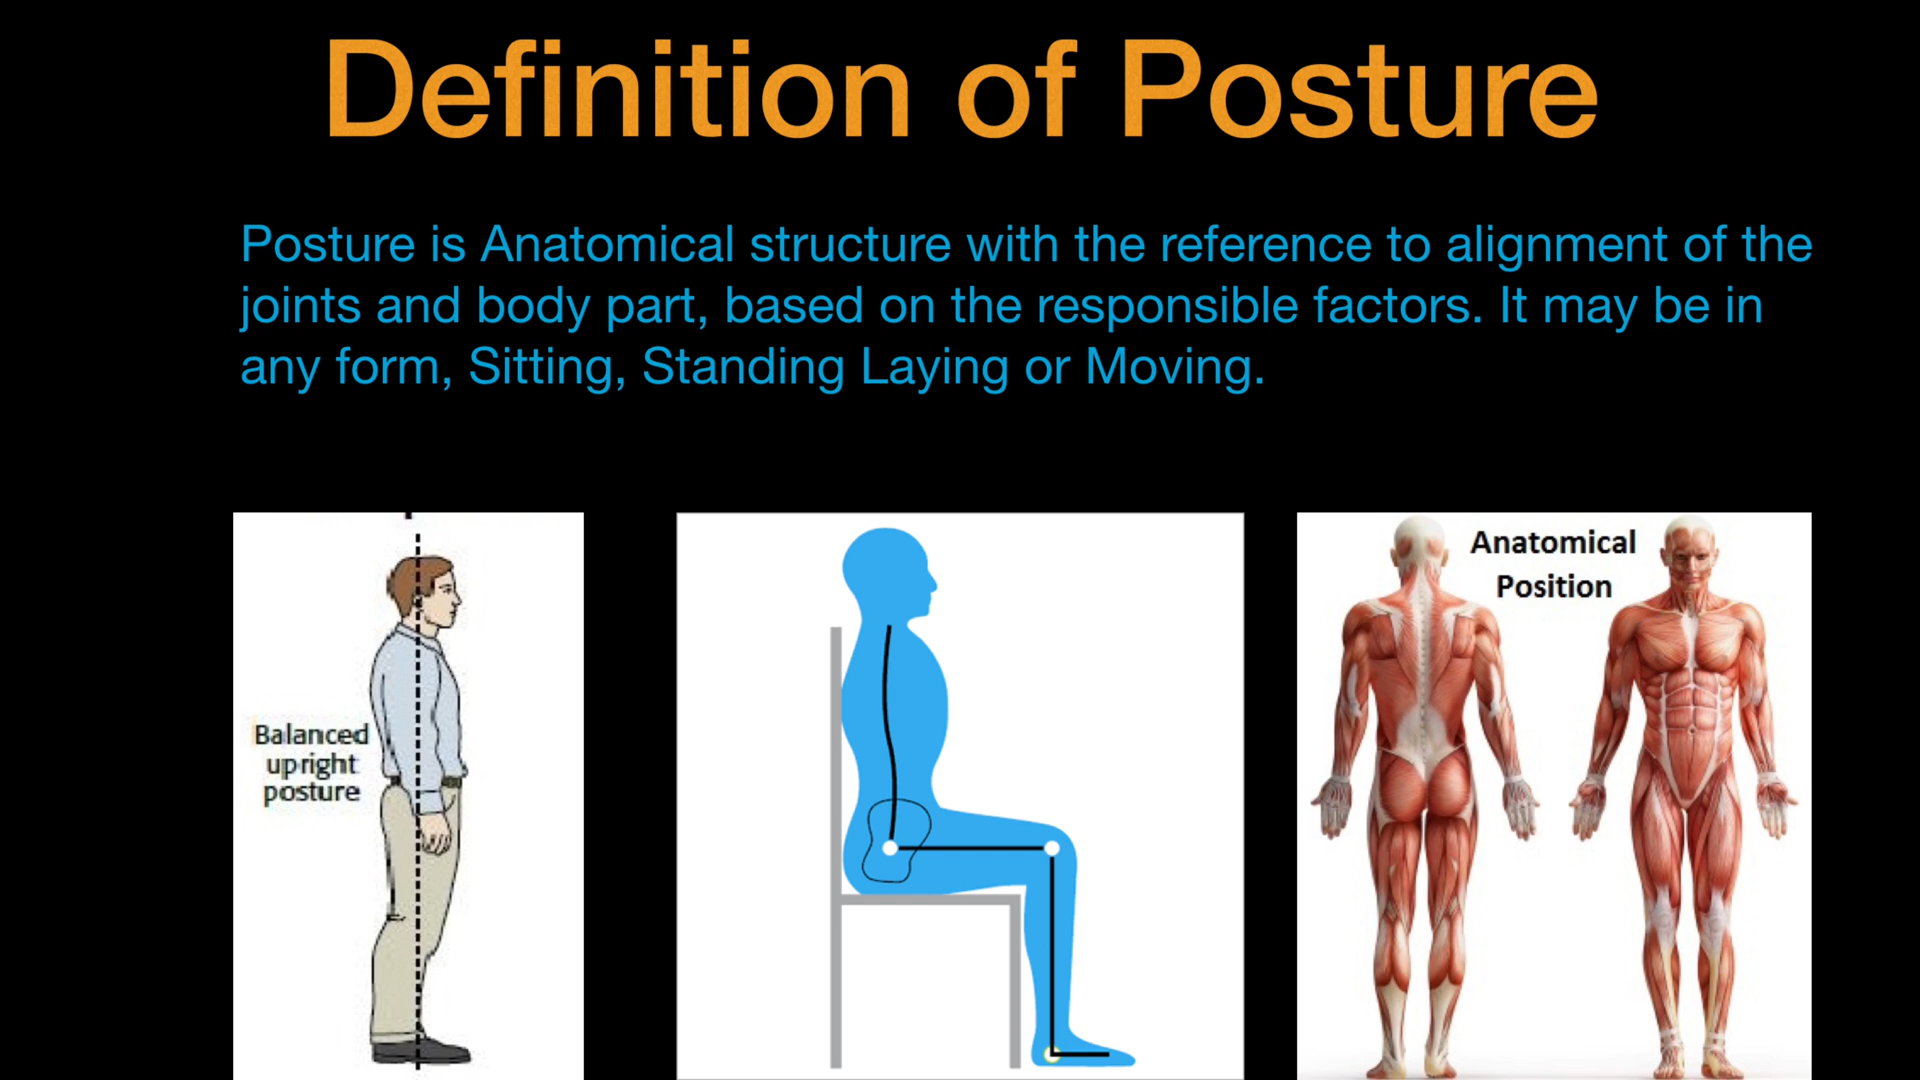 Definition of Posture
Posture is Anatomical structure with the reference to alignment of the
joints and body part, based on the responsible factors. It may be in
any form, Sitting, Standing Laying or Moving.
Balanced
upright
posture
Anatomical
Position